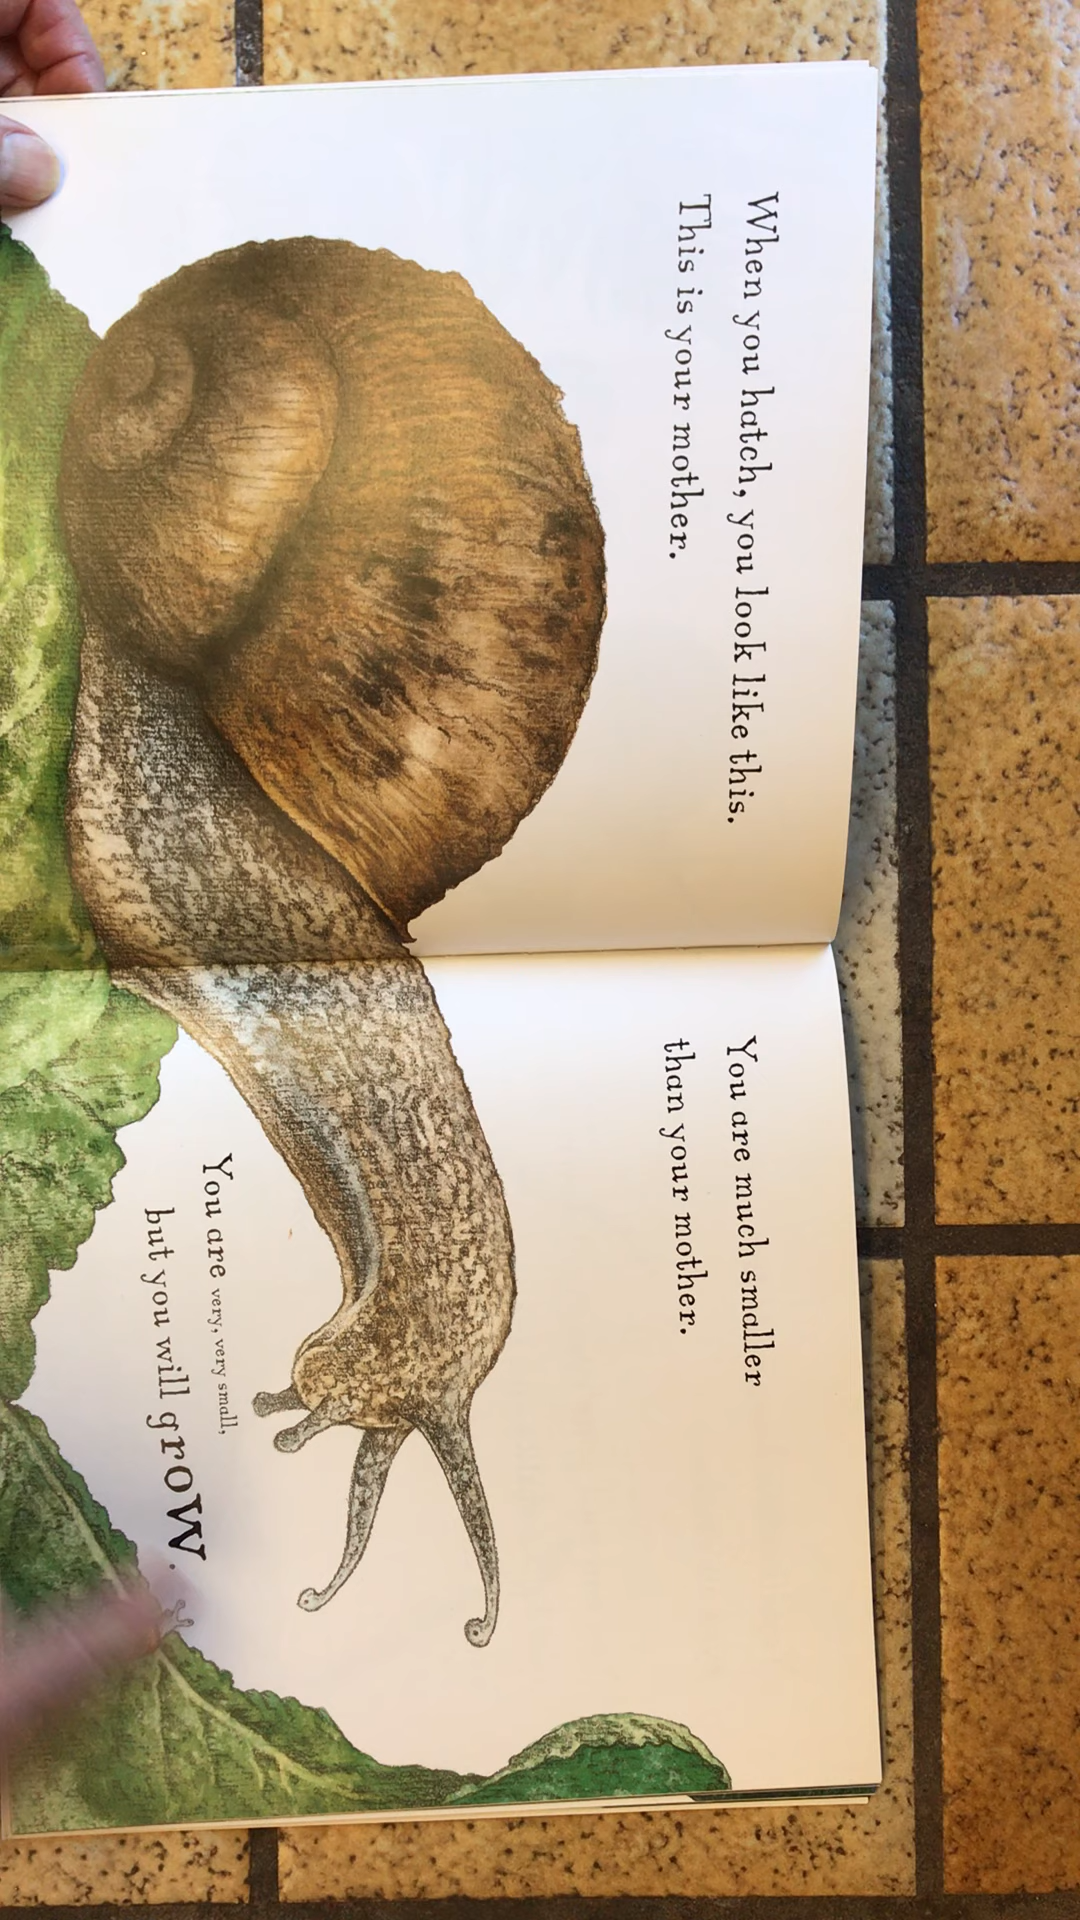 When you hatch, you look like this.
This is your mother.
You are much smaller
than your mother.
You are very, very small,
but you will grow.